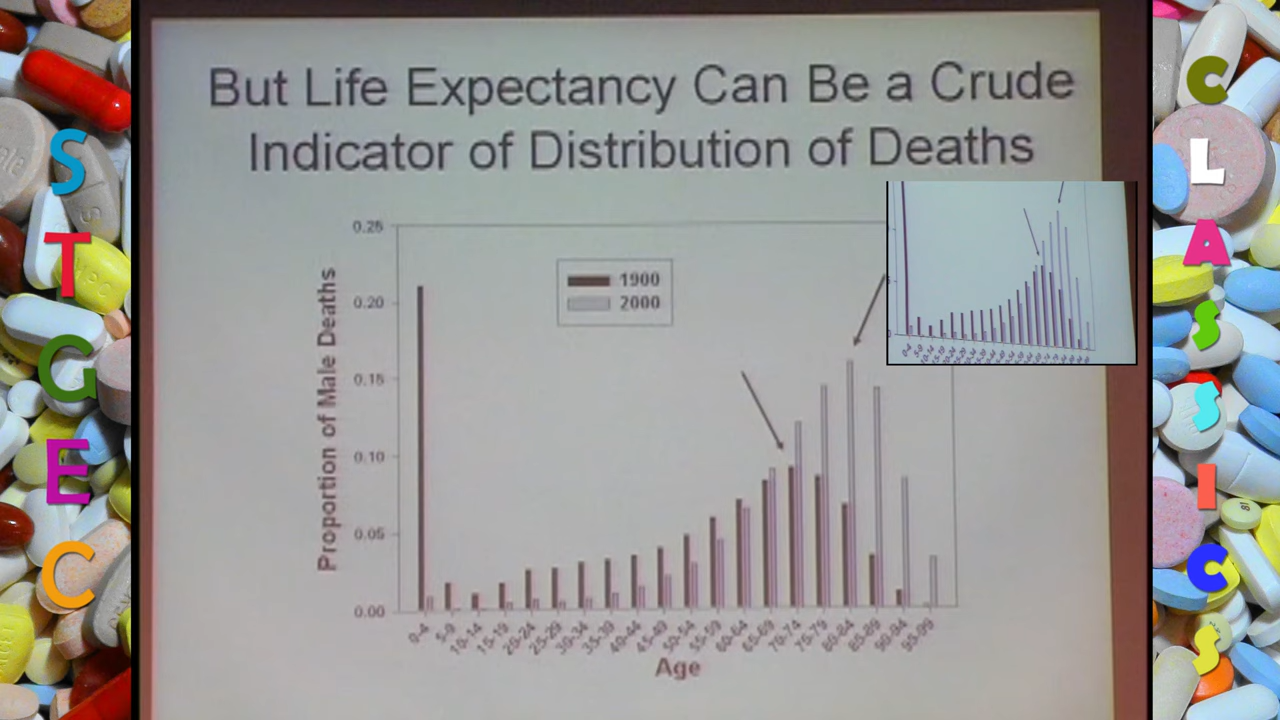 But Life Expectancy Can Be a Crude
Indicator of Distribution of Deaths
0.25
0.20
0.15
0.10
0.05
0.00
Proportion of Male Deaths
1900
2000
0-4 5-9 10-14 15-19 20-24 25-29 30-34 35-39 40-44 45-49 50-54 55-59 60-64 65-69 70-74 75-79 80-84 85-89 90-94 95-99
Age
STGEC
CLASSICS